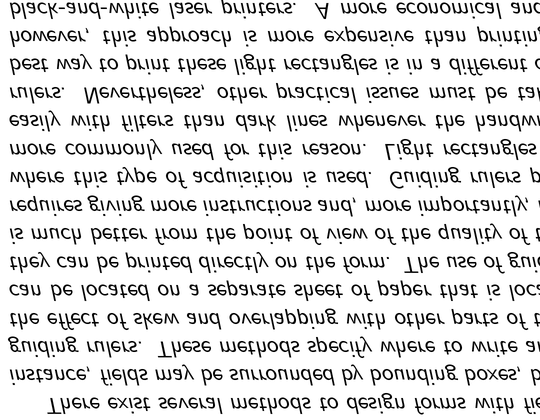 There exist several methods to design forms with fie
instance, fields may be surrounded by bounding boxes, b
guiding rulers. These methods specify where to write a
the effect of skew and overlapping with other parts of t
can be located on a separate sheet of paper that is loca
they can be printed directly on the form. The use of gui
is much better from the point of view of the quality of t
requires giving more instructions and, more importantly,
where this type of acquisition is used. Guiding rulers p
more commonly used for this reason. Light rectangles
easily with filters than dark lines whenever the handwr
rulers. Nevertheless, other practical issues must be tak
best way to print these light rectangles is in a different c
however, this approach is more expensive than printing
black-and-white laser printers. A more economical and